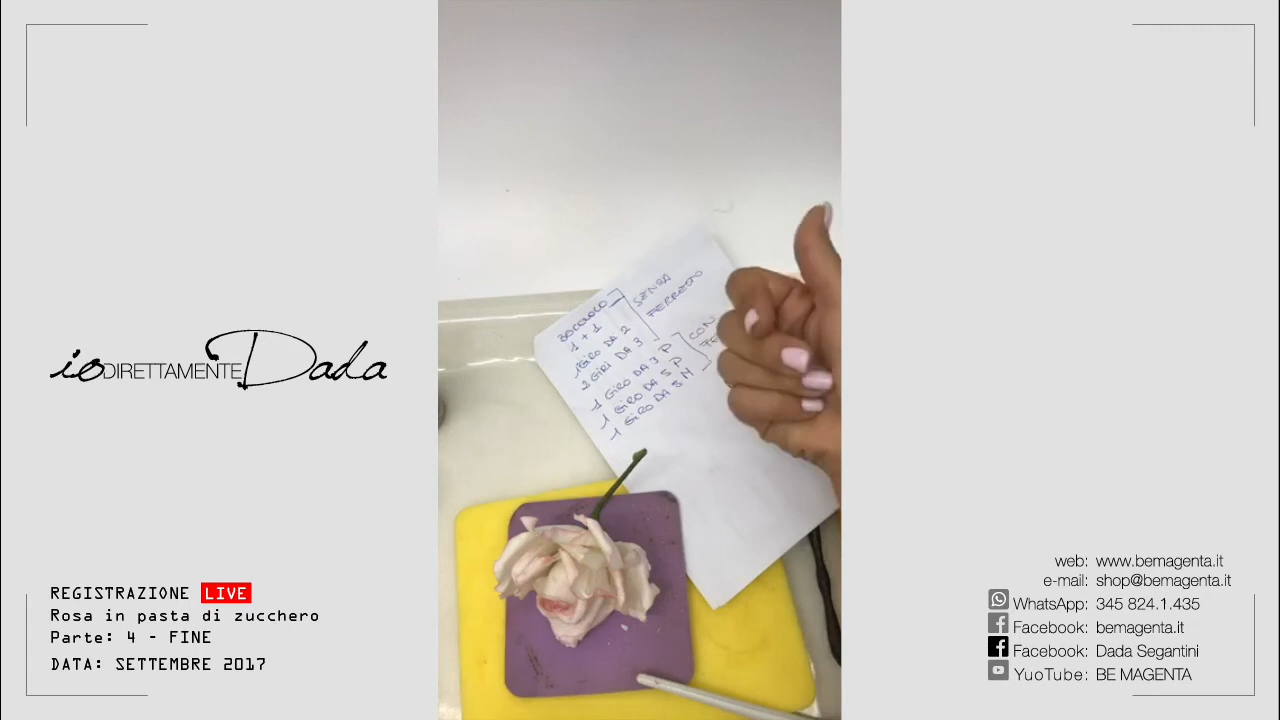 io DIRETTAMENTE Dada
REGISTRAZIONE LIVE
Rosa in pasta di zucchero
Parte: 4 - FINE
DATA: SETTEMBRE 2017
BOCCIOLO
1 + 1
1 GIRO DA 2
2 GIRI DA 3
1 GIRO DA 3 P
1 GIRO DA 5 P
1 GIRO DA 5 M
SENZA
FERRETTO
CON
web: www.bemagenta.it
e-mail: shop@bemagenta.it
WhatsApp: 345 824.1.435
Facebook: bemagenta.it
Facebook: Dada Segantini
YuoTube: BE MAGENTA